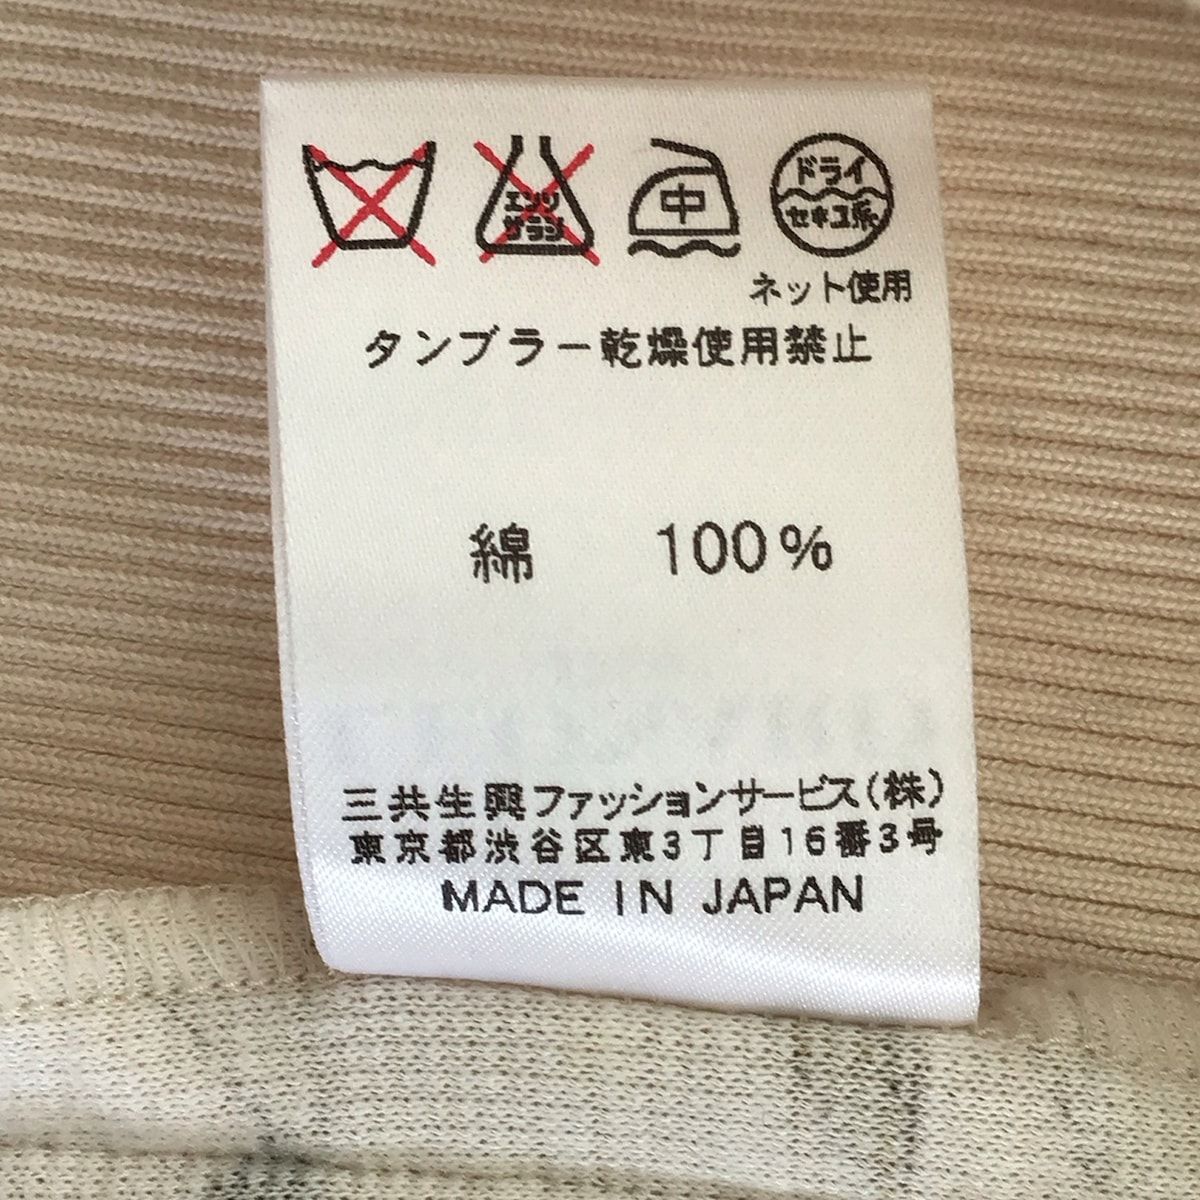 エンソ サラシ 中 ドライ セキユ系
ネット使用
タンブラー乾燥使用禁止
綿 100%
三共生興ファッションサービス(株)
東京都渋谷区東3丁目16番3号
MADE IN JAPAN